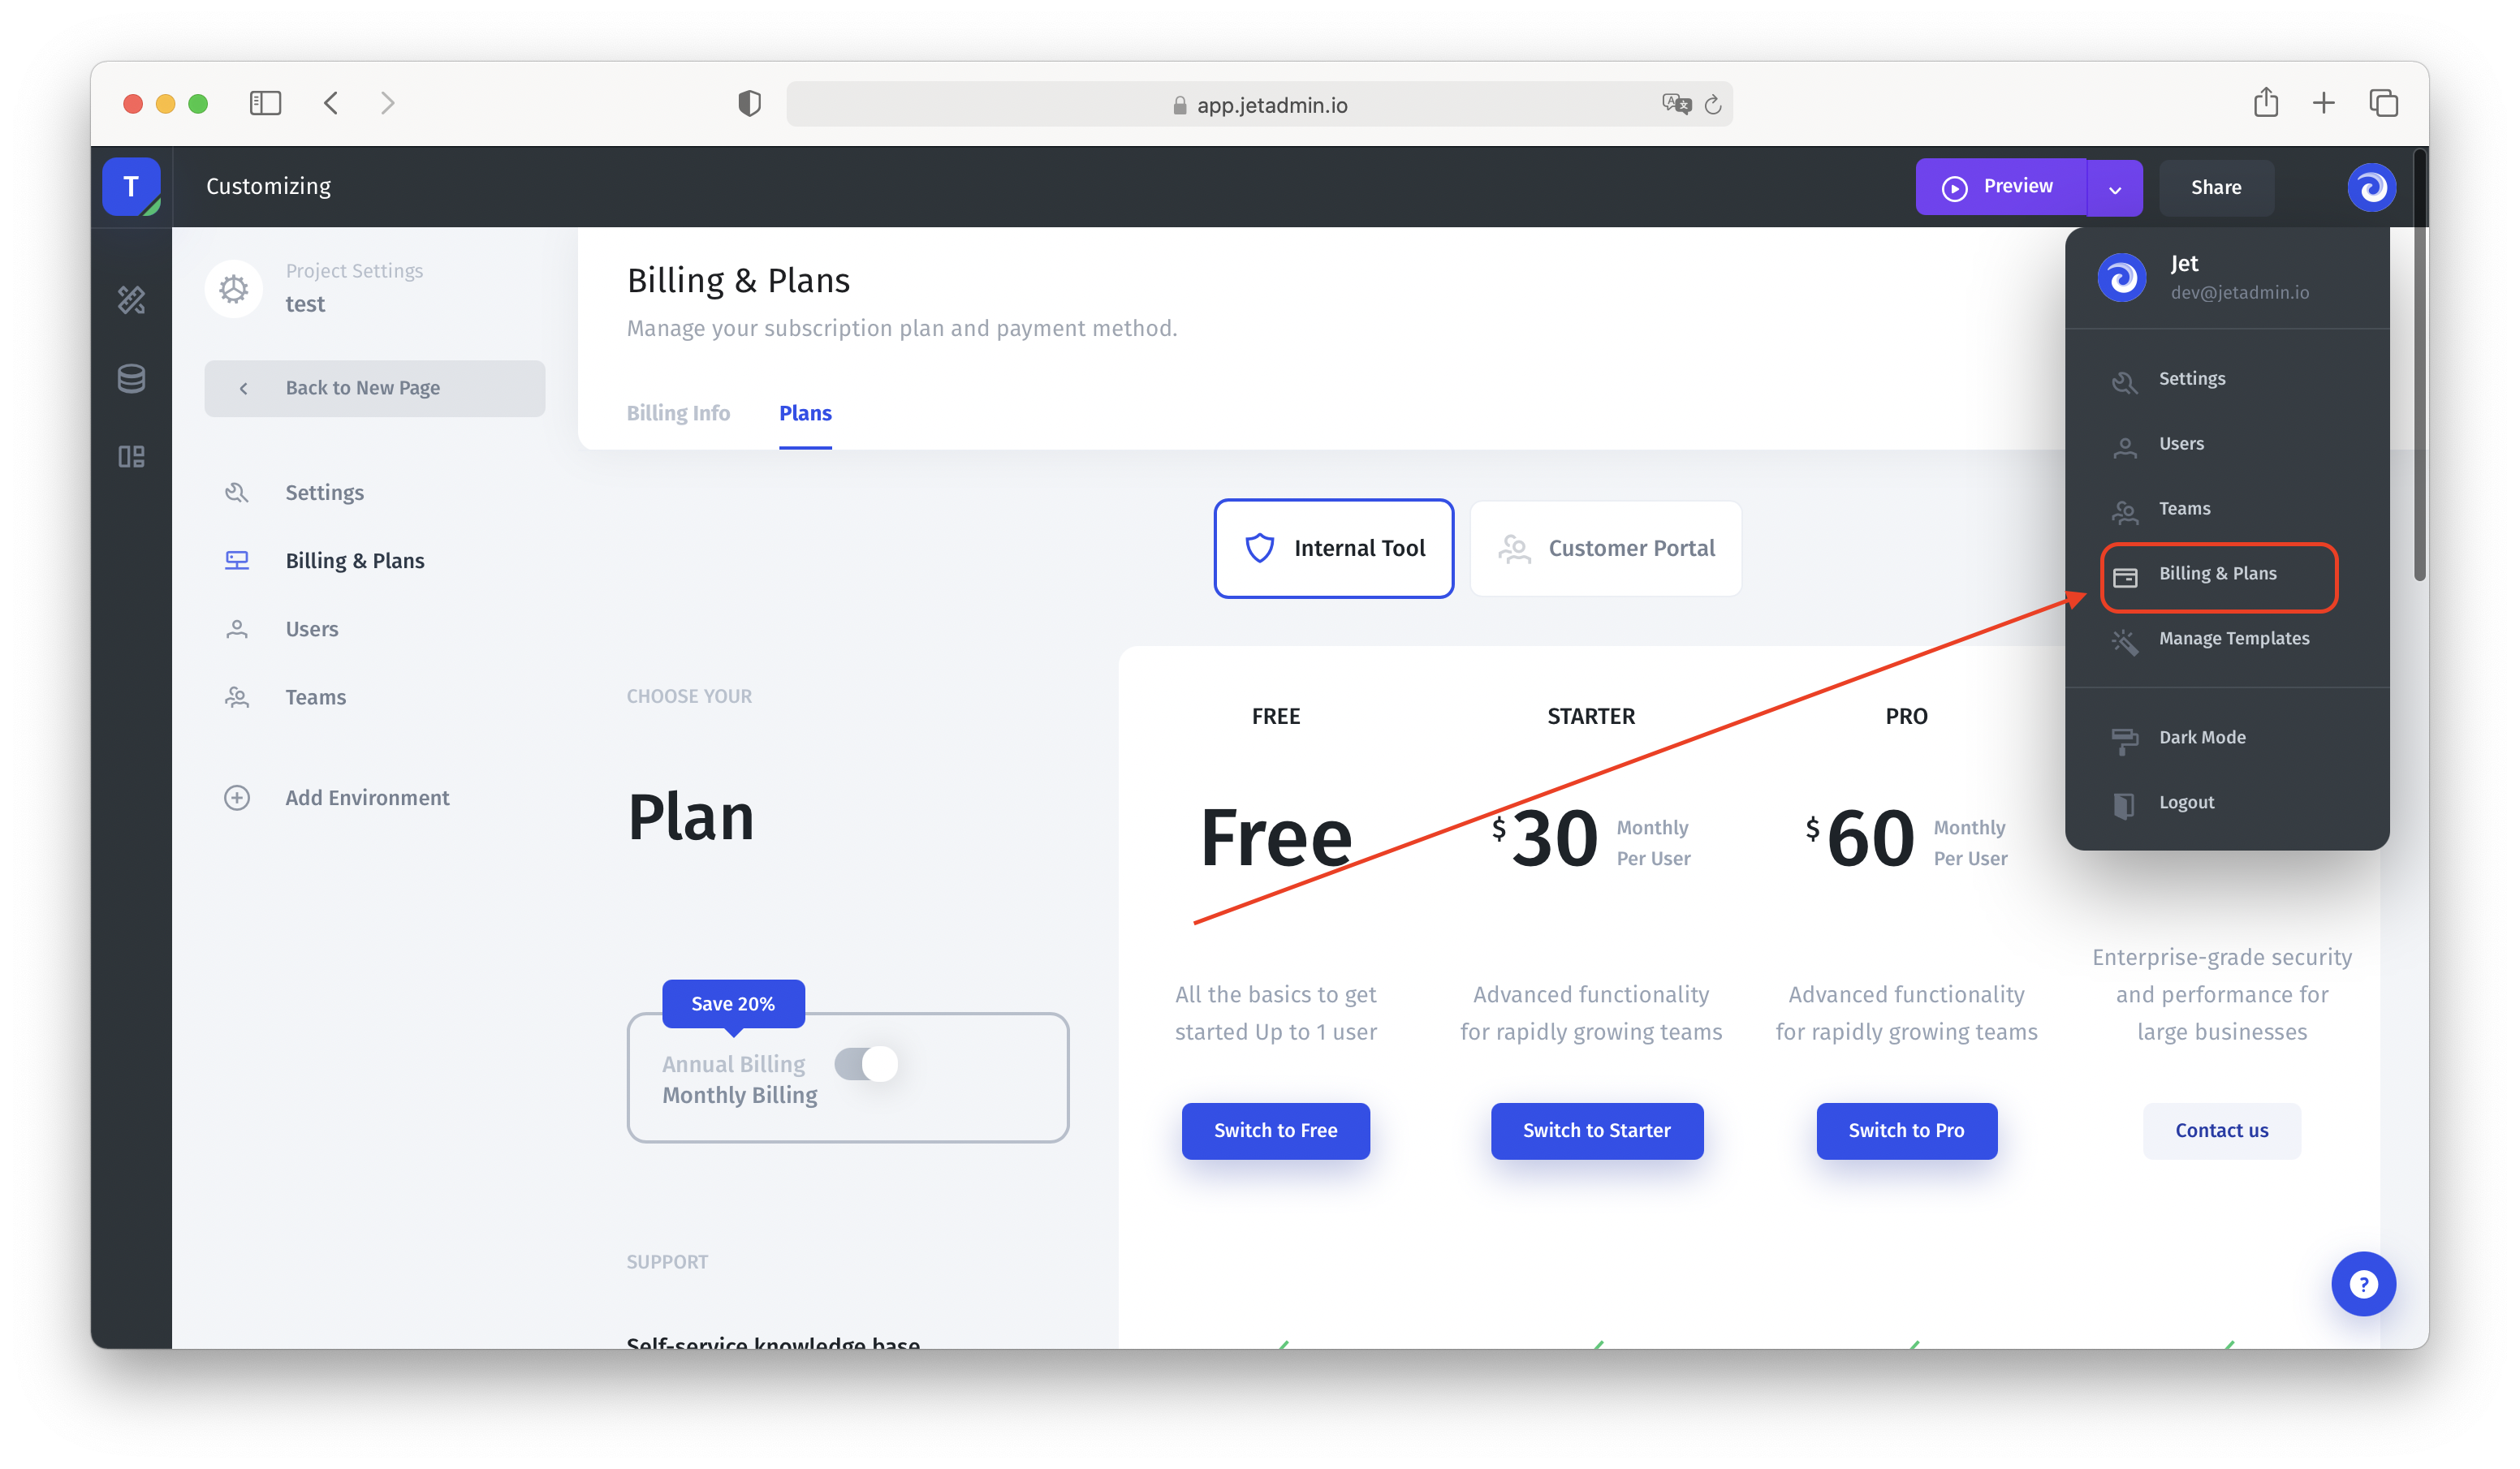 app.jetadmin.io
T
Customizing
Preview
Share
Project Settings
test
Back to New Page
Settings
Billing & Plans
Users
Teams
Add Environment
Billing & Plans
Manage your subscription plan and payment method.
Billing Info
Plans
Internal Tool
Customer Portal
CHOOSE YOUR
Plan
Save 20%
Annual Billing
Monthly Billing
SUPPORT
Self-service knowledge base
FREE
Free
All the basics to get
started Up to 1 user
Switch to Free
STARTER
$30 Monthly
Per User
Advanced functionality
for rapidly growing teams
Switch to Starter
PRO
$60 Monthly
Per User
Advanced functionality
for rapidly growing teams
Switch to Pro
Enterprise-grade security
and performance for
large businesses
Contact us
Jet
dev@jetadmin.io
Settings
Users
Teams
Billing & Plans
Manage Templates
Dark Mode
Logout
?